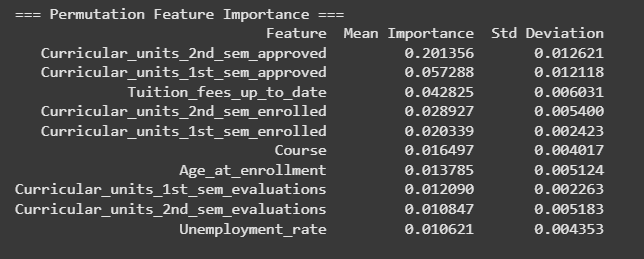 === Permutation Feature Importance ===
Feature Mean Importance Std Deviation
Curricular_units_2nd_sem_approved 0.201356 0.012621
Curricular_units_1st_sem_approved 0.057288 0.012118
Tuition_fees_up_to_date 0.042825 0.006031
Curricular_units_2nd_sem_enrolled 0.028927 0.005400
Curricular_units_1st_sem_enrolled 0.020339 0.002423
Course 0.016497 0.004017
Age_at_enrollment 0.013785 0.005124
Curricular_units_1st_sem_evaluations 0.012090 0.002263
Curricular_units_2nd_sem_evaluations 0.010847 0.005183
Unemployment_rate 0.010621 0.004353